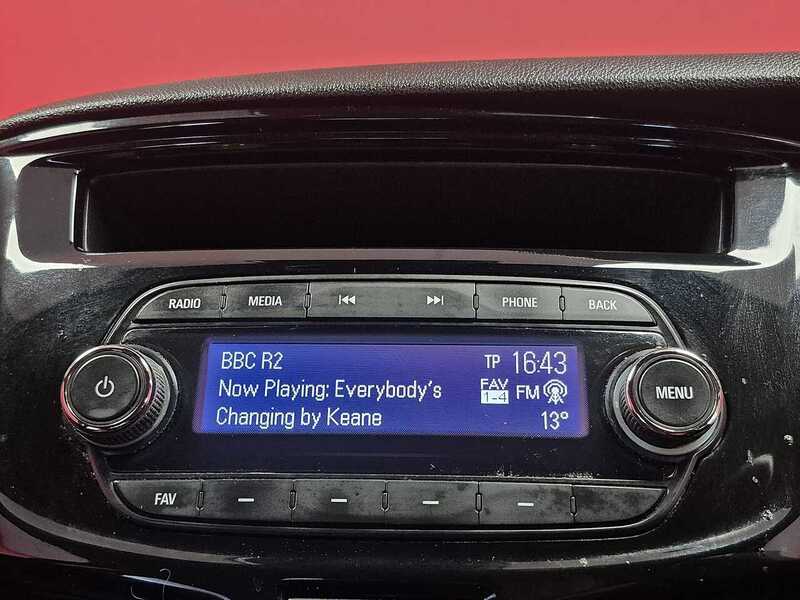 RADIO MEDIA PHONE BACK
BBC R2 TP 16:43
Now Playing: Everybody's FAV 1-4 FM
Changing by Keane 13°
MENU
FAV